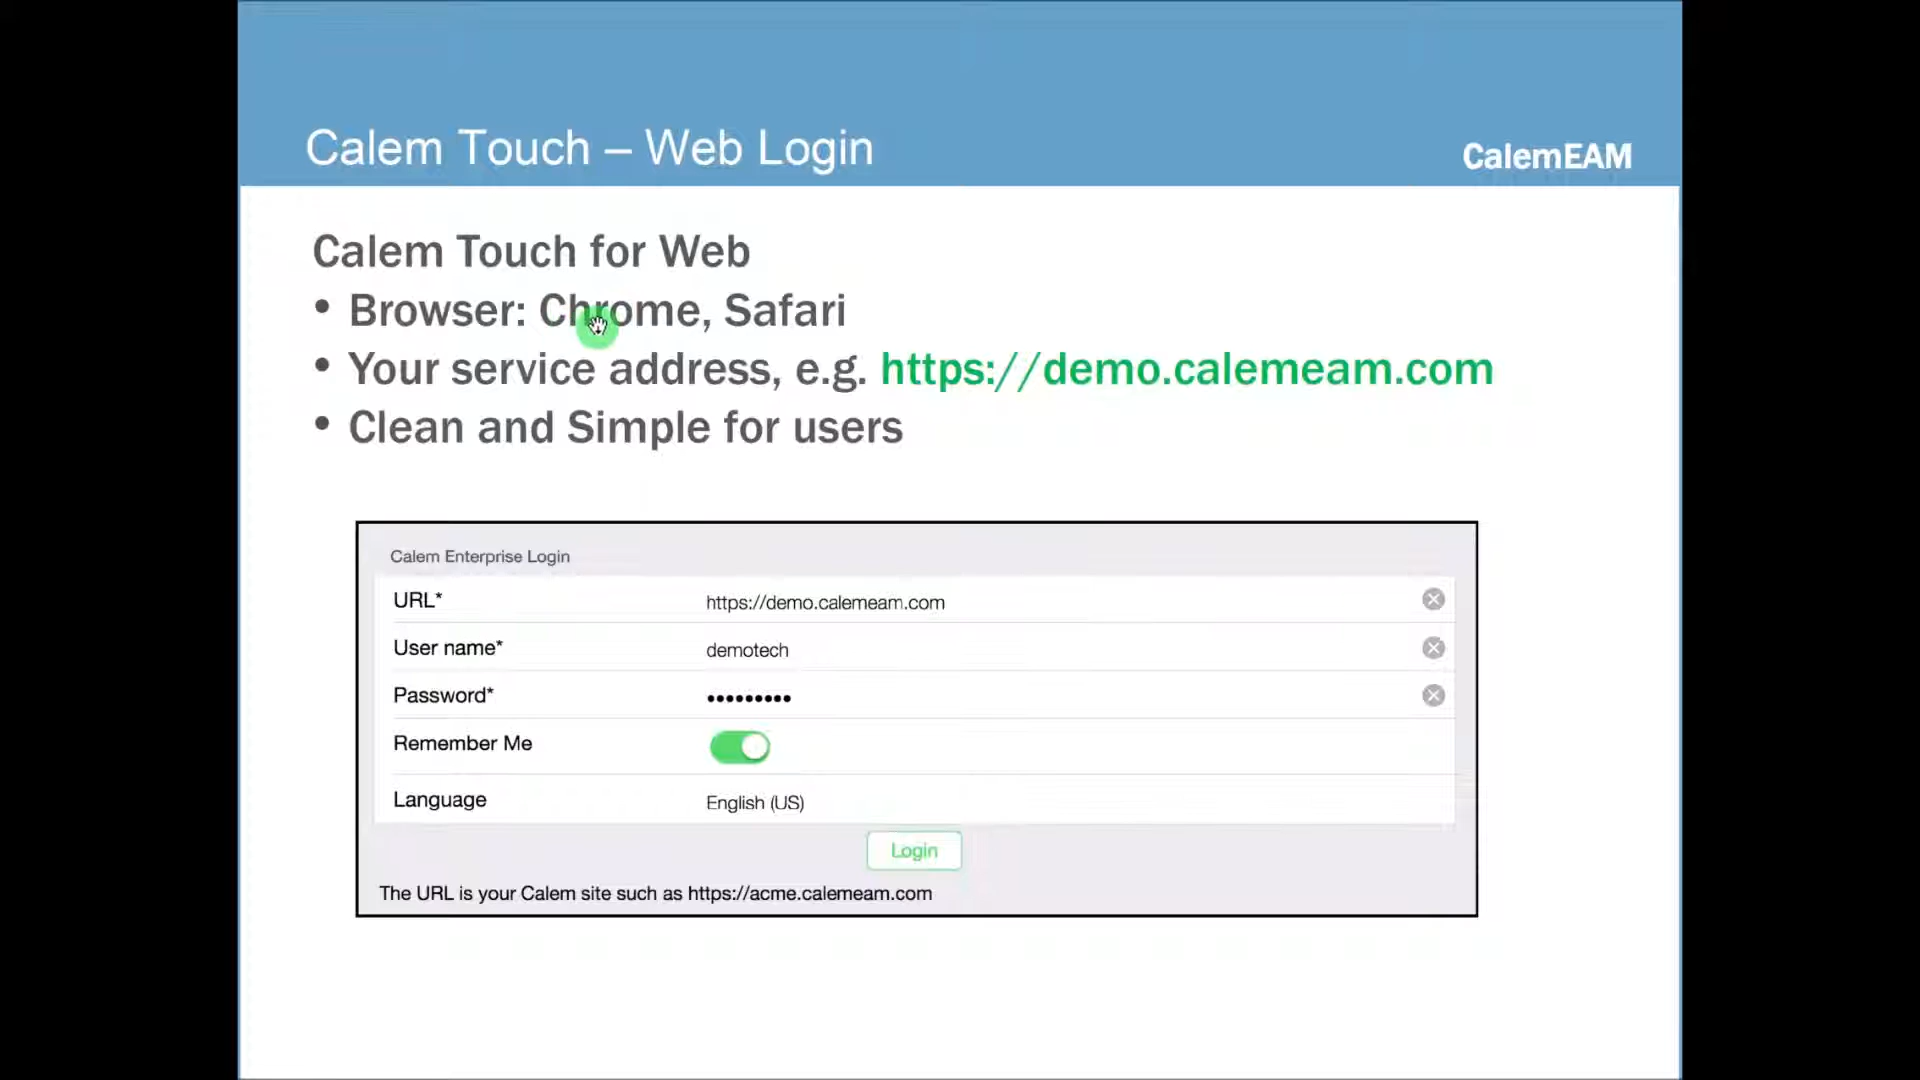 Calem Touch – Web Login
CalemEAM
Calem Touch for Web
• Browser: Chrome, Safari
• Your service address, e.g. https://demo.calemeam.com
• Clean and Simple for users
Calem Enterprise Login
URL* https://demo.calemeam.com
User name* demotech
Password* •••••••••
Remember Me
Language English (US)
Login
The URL is your Calem site such as https://acme.calemeam.com